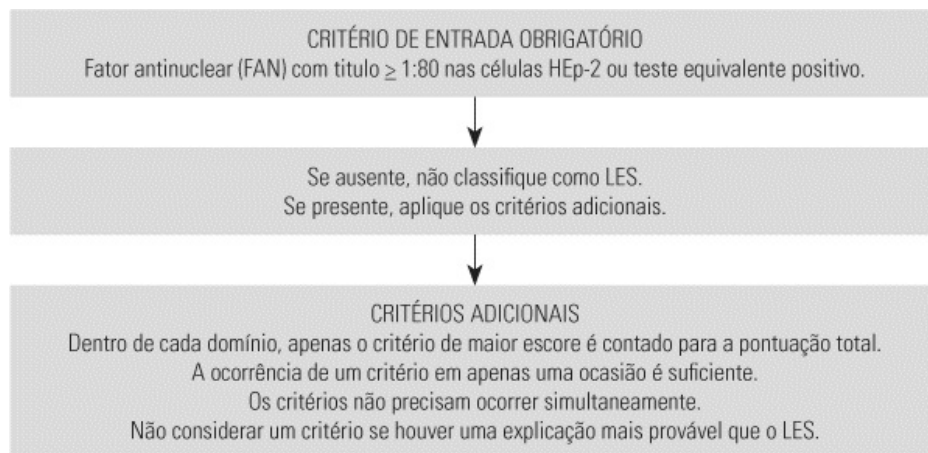 CRITÉRIO DE ENTRADA OBRIGATÓRIO
Fator antinuclear (FAN) com titulo ≥ 1:80 nas células HEp-2 ou teste equivalente positivo.
Se ausente, não classifique como LES.
Se presente, aplique os critérios adicionais.
CRITÉRIOS ADICIONAIS
Dentro de cada domínio, apenas o critério de maior escore é contado para a pontuação total.
A ocorrência de um critério em apenas uma ocasião é suficiente.
Os critérios não precisam ocorrer simultaneamente.
Não considerar um critério se houver uma explicação mais provável que o LES.